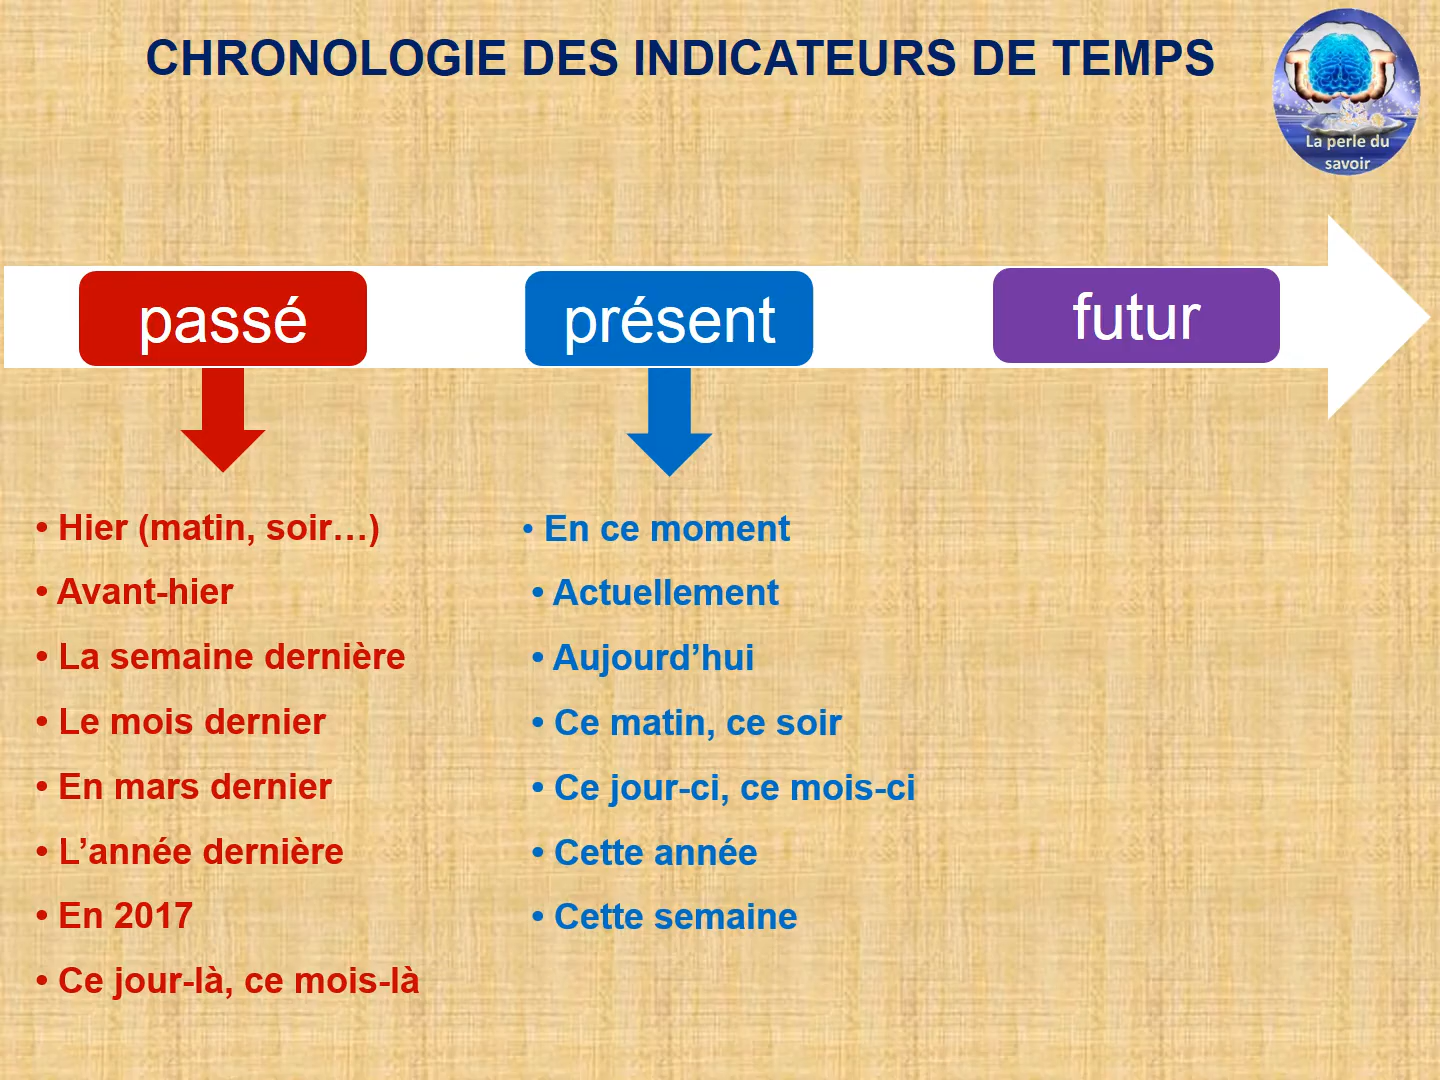 CHRONOLOGIE DES INDICATEURS DE TEMPS
La perle du
savoir
passé
présent
futur
• Hier (matin, soir…)
• Avant-hier
• La semaine dernière
• Le mois dernier
• En mars dernier
• L’année dernière
• En 2017
• Ce jour-là, ce mois-là
• En ce moment
• Actuellement
• Aujourd’hui
• Ce matin, ce soir
• Ce jour-ci, ce mois-ci
• Cette année
• Cette semaine